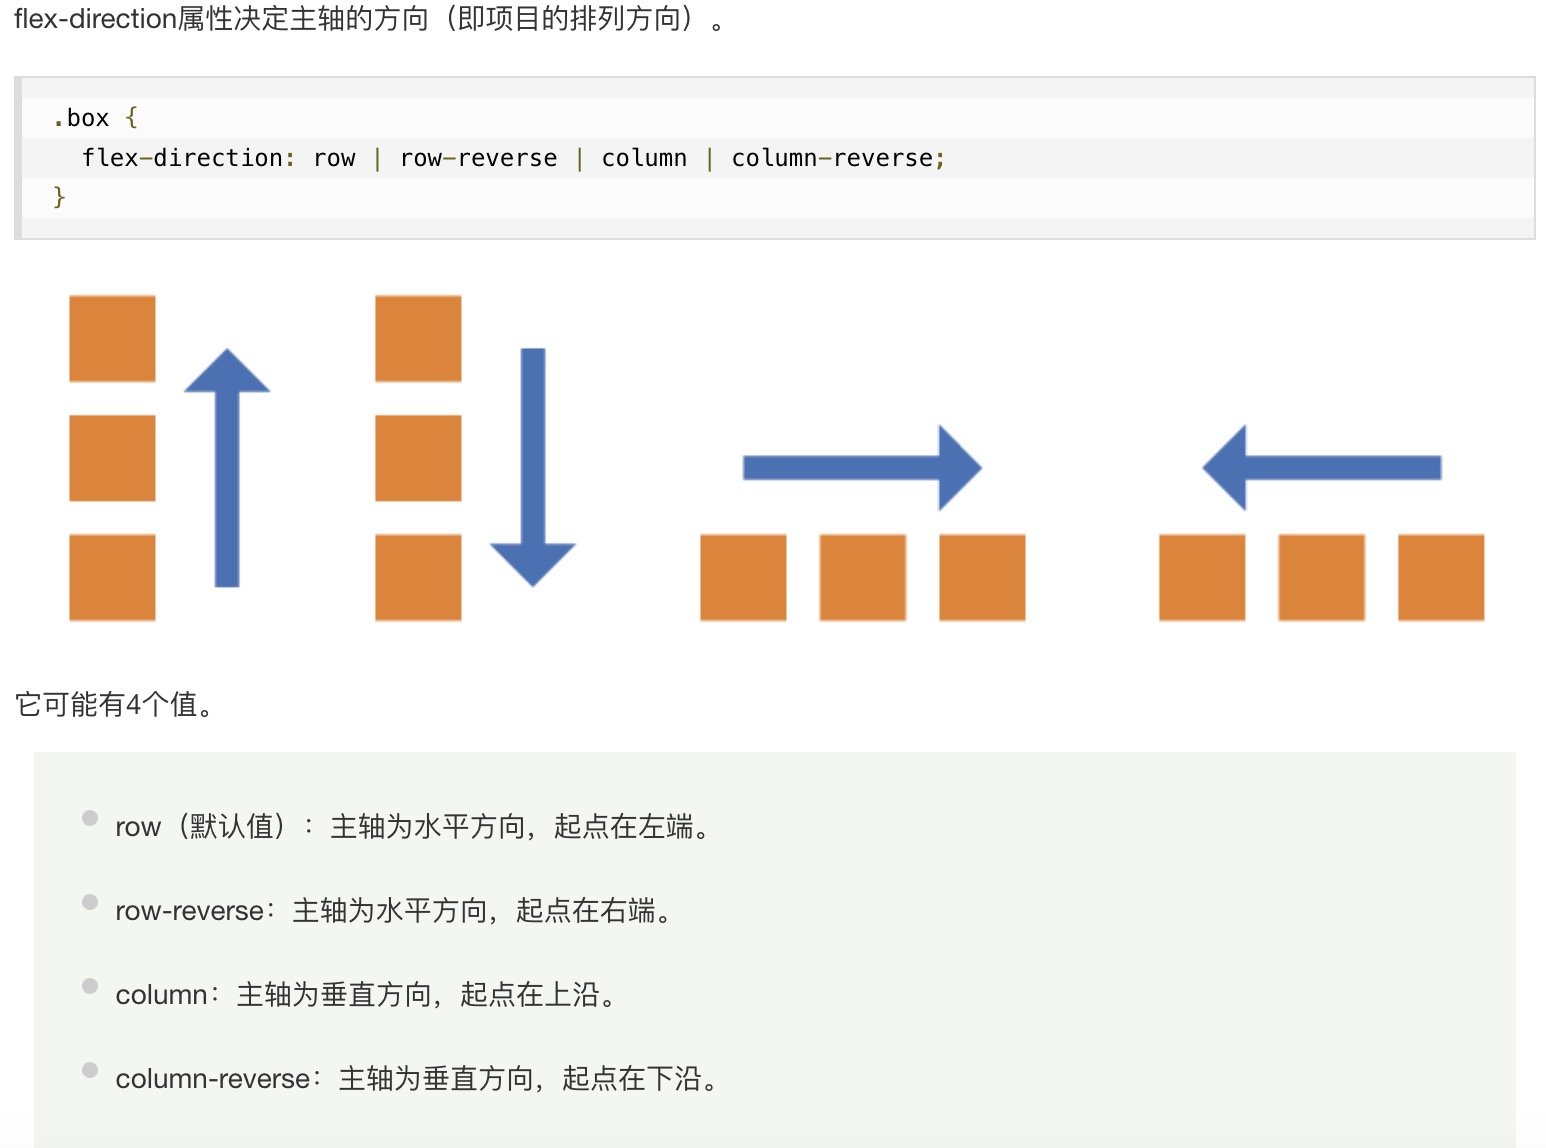 flex-direction属性决定主轴的方向（即项目的排列方向）。
.box {
  flex-direction: row | row-reverse | column | column-reverse;
}
它可能有4个值。
row（默认值）：主轴为水平方向，起点在左端。
row-reverse：主轴为水平方向，起点在右端。
column：主轴为垂直方向，起点在上沿。
column-reverse：主轴为垂直方向，起点在下沿。